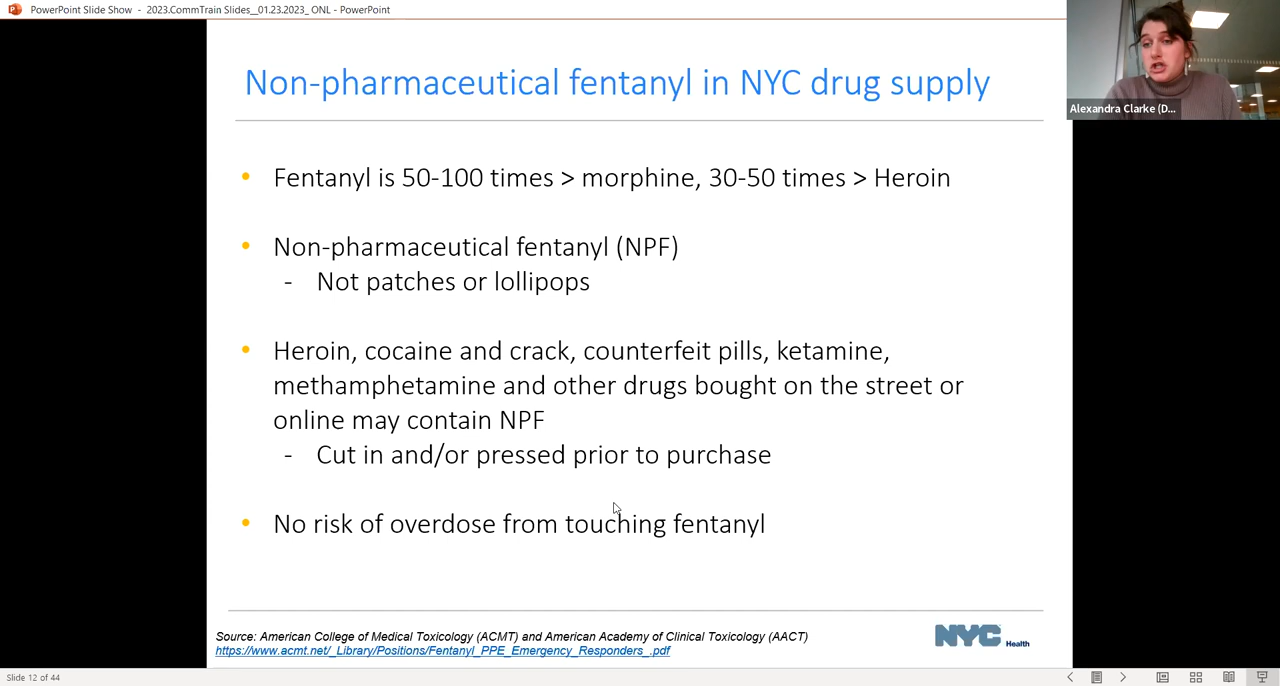 PowerPoint Slide Show - 2023.CommTrain Slides__01.23.2023_ ONL - PowerPoint
Alexandra Clarke (D...
Non-pharmaceutical fentanyl in NYC drug supply
• Fentanyl is 50-100 times > morphine, 30-50 times > Heroin
• Non-pharmaceutical fentanyl (NPF)
- Not patches or lollipops
• Heroin, cocaine and crack, counterfeit pills, ketamine,
methamphetamine and other drugs bought on the street or
online may contain NPF
- Cut in and/or pressed prior to purchase
• No risk of overdose from touching fentanyl
Source: American College of Medical Toxicology (ACMT) and American Academy of Clinical Toxicology (AACT)
https://www.acmt.net/_Library/Positions/Fentanyl_PPE_Emergency_Responders_.pdf
NYC Health
Slide 12 of 44